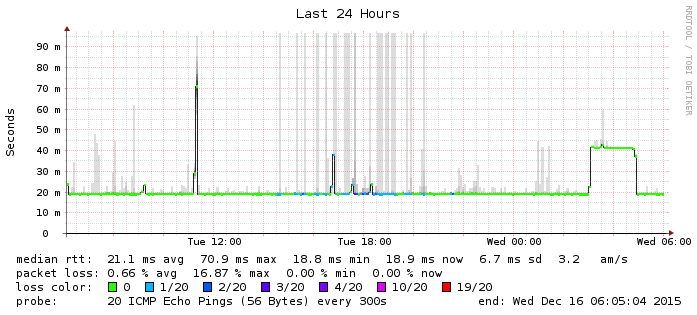 Last 24 Hours
RRDTOOL / TOBI OETIKER
Seconds
90 m
80 m
70 m
60 m
50 m
40 m
30 m
20 m
10 m
0
Tue 12:00 Tue 18:00 Wed 00:00 Wed 06:00
median rtt: 21.1 ms avg 70.9 ms max 18.8 ms min 18.9 ms now 6.7 ms sd 3.2 am/s
packet loss: 0.66 % avg 16.87 % max 0.00 % min 0.00 % now
loss color: 0 1/20 2/20 3/20 4/20 10/20 19/20
probe: 20 ICMP Echo Pings (56 Bytes) every 300s end: Wed Dec 16 06:05:04 2015